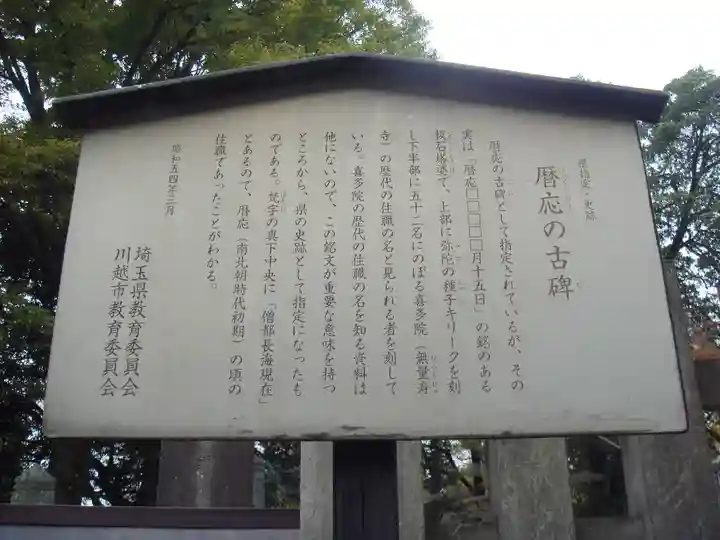 県指定・史跡
暦応の古碑
暦応の古碑として指定されているが、その
実は「暦応□□□□□月十五日」の銘のある
板石塔婆で、上部に弥陀の種子キリークを刻
し下半部に五十二名にのぼる喜多院（無量寿
寺）の歴代の住職の名と見られる者を刻して
いる。喜多院の歴代の住職の名を知る資料は
他にないので、この銘文が重要な意味を持つ
ところから、県の史跡として指定になったも
のである。梵字の真下中央に「僧都長海現在」
とあるので、暦応（南北朝時代初期）の頃の
住職であったことがわかる。
昭和五四年三月
埼玉県教育委員会
川越市教育委員会